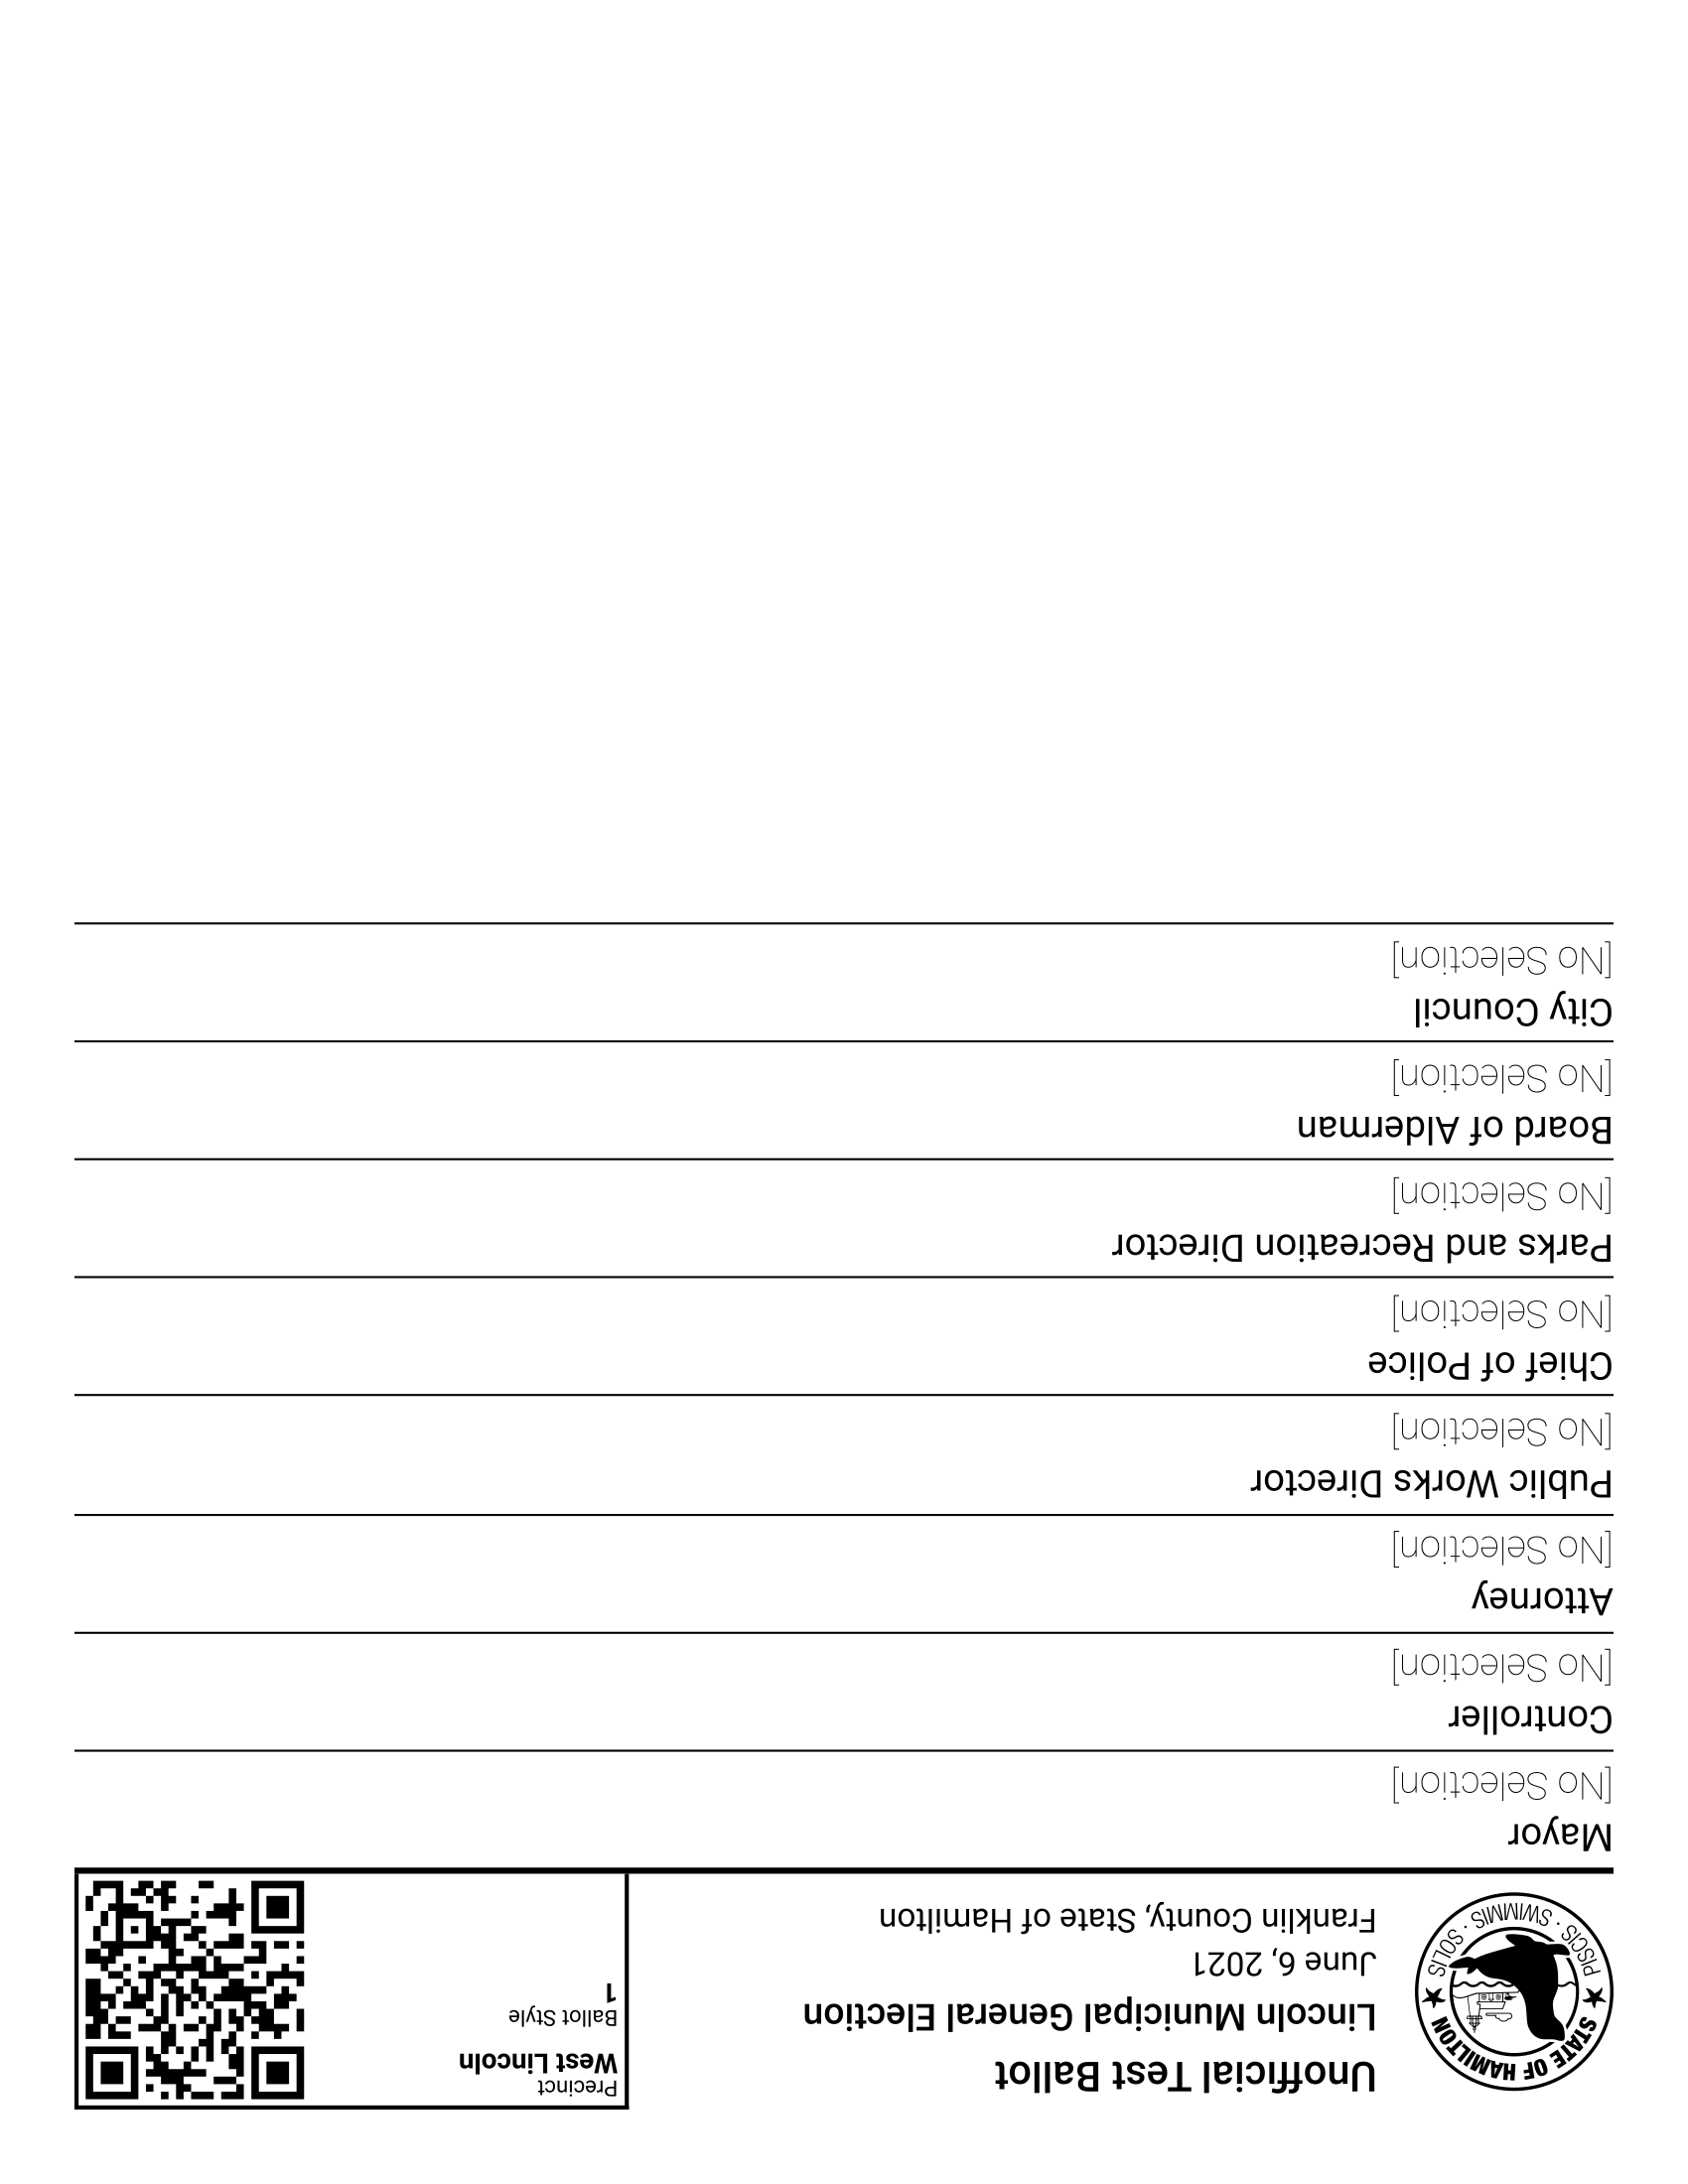 STATE OF HAMILTON
PISCIS · SWIMMIS · SOLIS
Unofficial Test Ballot
Lincoln Municipal General Election
June 6, 2021
Franklin County, State of Hamilton
Precinct
West Lincoln
Ballot Style
1
Mayor
[No Selection]
Controller
[No Selection]
Attorney
[No Selection]
Public Works Director
[No Selection]
Chief of Police
[No Selection]
Parks and Recreation Director
[No Selection]
Board of Alderman
[No Selection]
City Council
[No Selection]